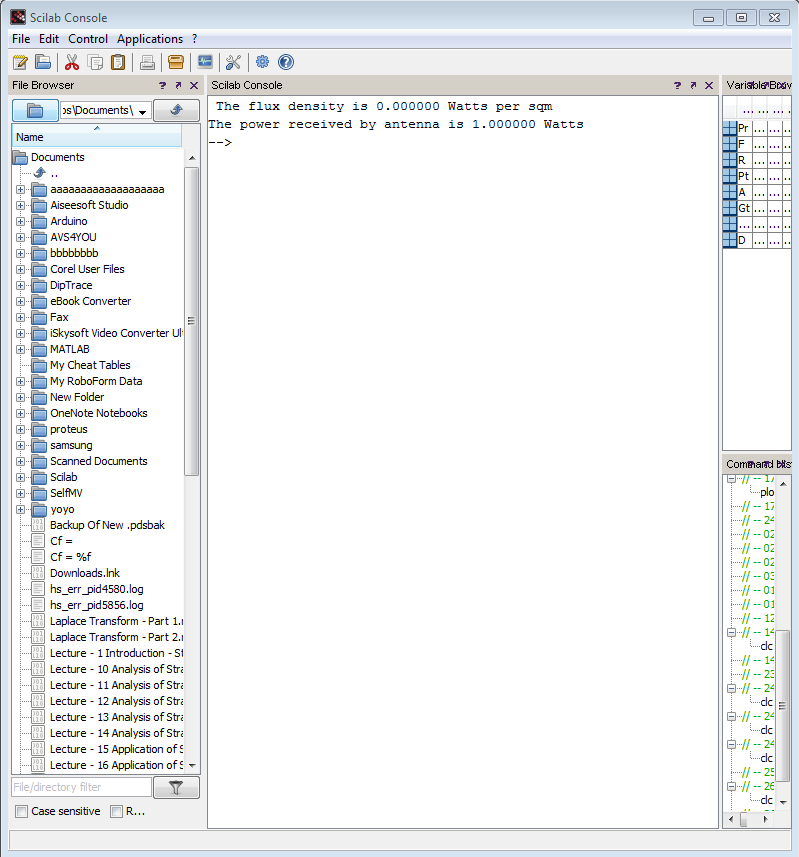 Scilab Console
File Edit Control Applications ?
File Browser
os\Documents\
Name
Documents
..
aaaaaaaaaaaaaaaaaaa
Aiseesoft Studio
Arduino
AVS4YOU
bbbbbbbb
Corel User Files
DipTrace
eBook Converter
Fax
iSkysoft Video Converter Ul
MATLAB
My Cheat Tables
My RoboForm Data
New Folder
OneNote Notebooks
proteus
samsung
Scanned Documents
Scilab
SelfMV
yoyo
Backup Of New .pdsbak
Cf =
Cf = %f
Downloads.lnk
hs_err_pid4580.log
hs_err_pid5856.log
Laplace Transform - Part 1.
Laplace Transform - Part 2.
Lecture - 1 Introduction - S
Lecture - 10 Analysis of Stra
Lecture - 11 Analysis of Stra
Lecture - 12 Analysis of Stra
Lecture - 13 Analysis of Stra
Lecture - 14 Analysis of Stra
Lecture - 15 Application of S
Lecture - 16 Application of S
File/directory filter
Case sensitive R...
Scilab Console
The flux density is 0.000000 Watts per sqm
The power received by antenna is 1.000000 Watts
-->
... ... ...
Pr ... ... ...
F ... ... ...
R ... ... ...
Pt ... ... ...
A ... ... ...
Gt ... ... ...
... ... ... ...
D ... ... ...
// -- 17
plo
// -- 17
// -- 24
// -- 02
// -- 02
// -- 02
// -- 03
// -- 01
// -- 01
// -- 12
// -- 14
clc
// -- 14
// -- 23
// -- 24
clc
// -- 24
clc
// -- 24
clc
// -- 25
// -- 26
clc